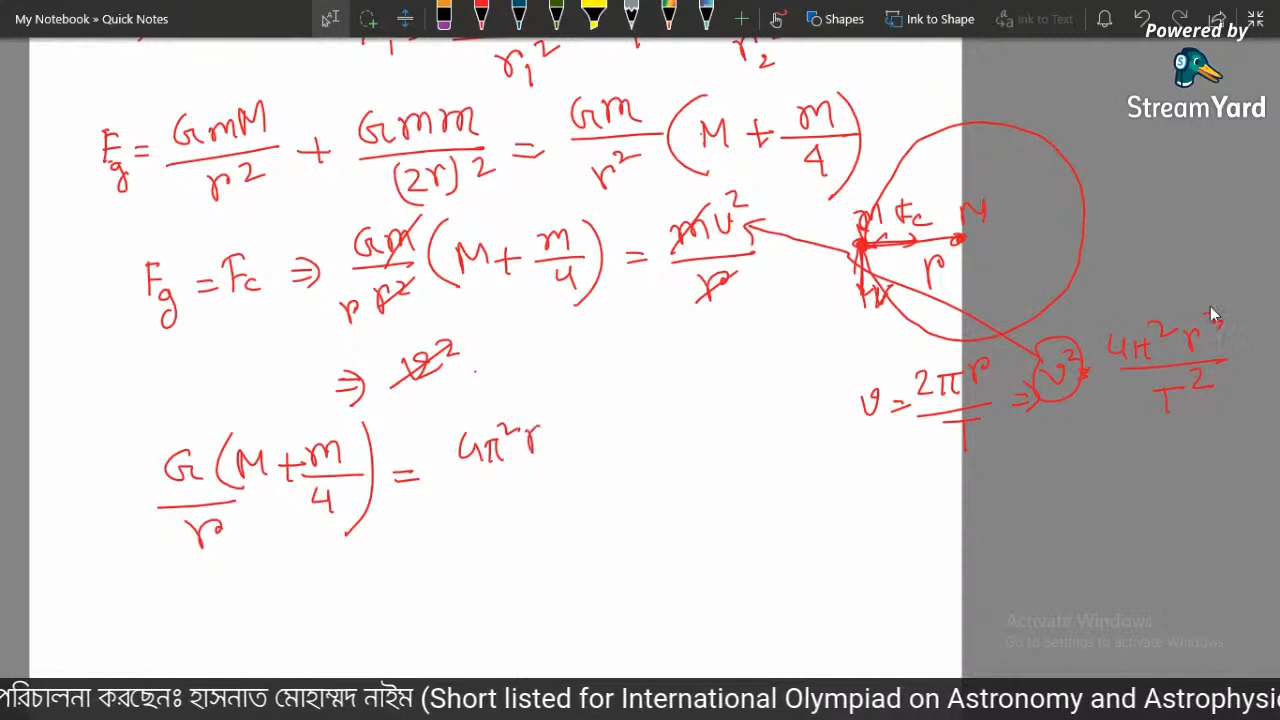 My Notebook » Quick Notes
Shapes
Ink to Shape
Ink to Text
Powered by
StreamYard
r₁² r₂²
Fg = GmM/r² + Gmm/(2r)² = Gm/r² (M + m/4)
Fg = Fc ⇒ Gm/r r² (M + m/4) = mv²/r
m Fc M
r
⇒ v²
v = 2πr/T ⇒ v² = 4π²r²/T²
G/r (M + m/4) = 4π²r
Activate Windows
Go to Settings to activate Windows.
পরিচালনা করছেনঃ হাসনাত মোহাম্মদ নাইম (Short listed for International Olympiad on Astronomy and Astrophysic